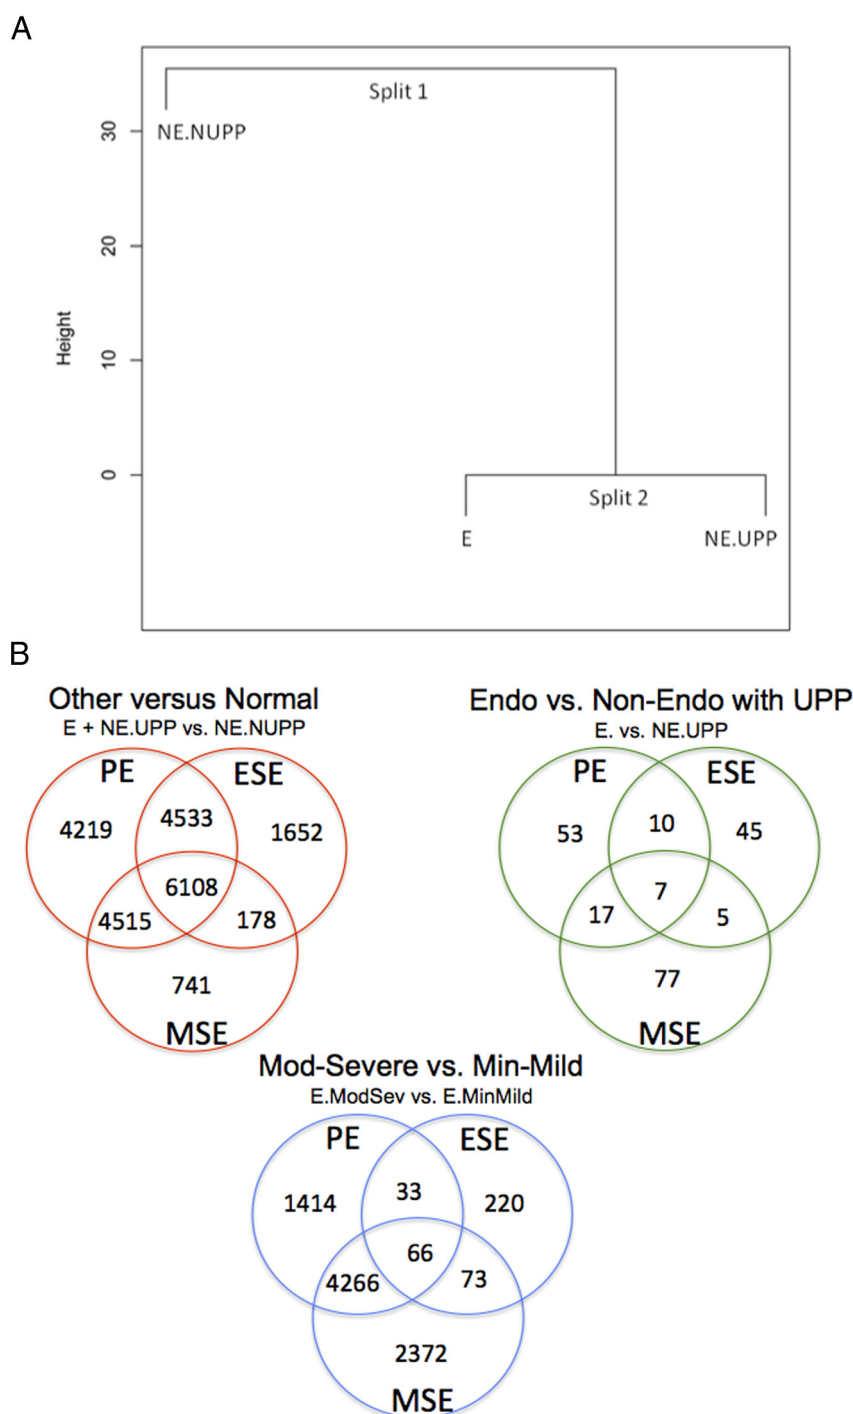 A
Split 1
NE.NUPP
30
20
10
0
Height
Split 2
E
NE.UPP
B
Other versus Normal
E + NE.UPP vs. NE.NUPP
PE
ESE
4219
4533
1652
6108
4515
178
741
MSE
Endo vs. Non-Endo with UPP
E. vs. NE.UPP
PE
ESE
53
10
45
7
17
5
77
MSE
Mod-Severe vs. Min-Mild
E.ModSev vs. E.MinMild
PE
ESE
1414
33
220
66
4266
73
2372
MSE